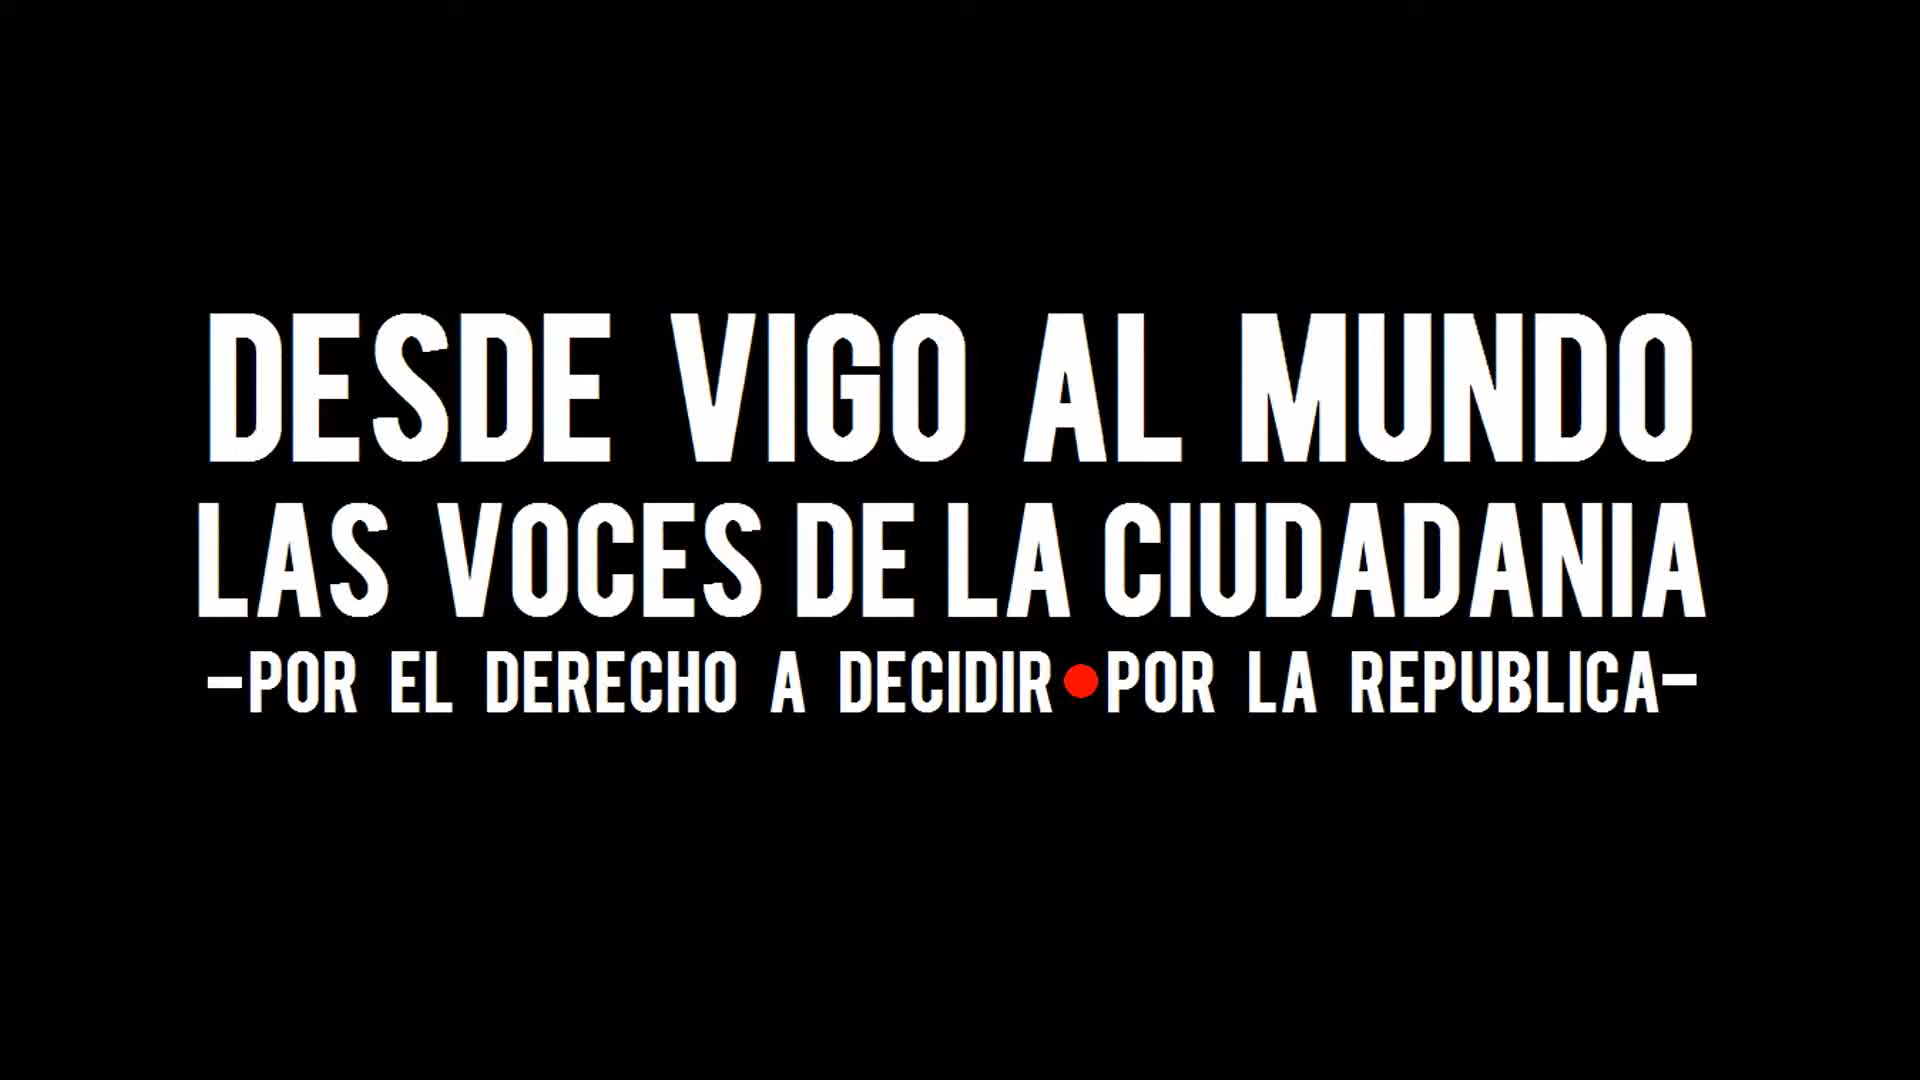 DESDE VIGO AL MUNDO
LAS VOCES DE LA CIUDADANIA
-POR EL DERECHO A DECIDIR●POR LA REPUBLICA-